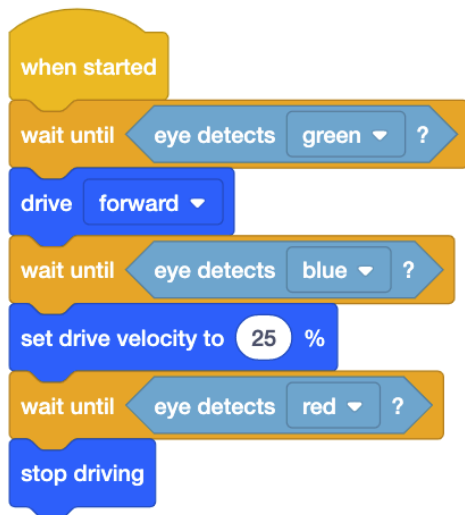 when started
wait until eye detects green ?
drive forward
wait until eye detects blue ?
set drive velocity to 25 %
wait until eye detects red ?
stop driving